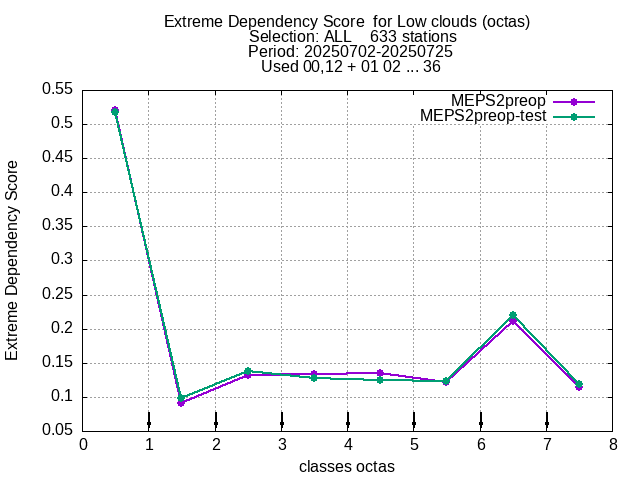 Extreme Dependency Score  for Low clouds (octas)
Selection: ALL    633 stations
Period: 20250702-20250725
Used 00,12 + 01 02 ... 36
MEPS2preop
MEPS2preop-test
0.55
0.5
0.45
0.4
0.35
0.3
0.25
0.2
0.15
0.1
0.05
Extreme Dependency Score
0 1 2 3 4 5 6 7 8
classes octas